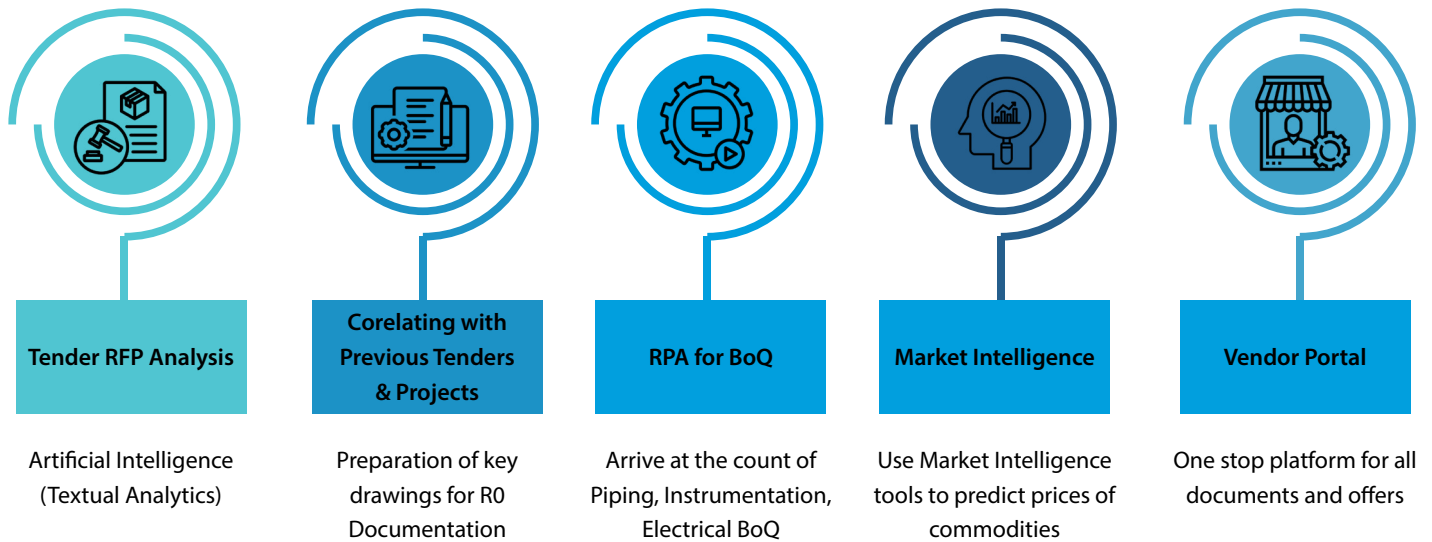 Tender RFP Analysis
Artificial Intelligence
(Textual Analytics)
Corelating with
Previous Tenders
& Projects
Preparation of key
drawings for R0
Documentation
RPA for BoQ
Arrive at the count of
Piping, Instrumentation,
Electrical BoQ
Market Intelligence
Use Market Intelligence
tools to predict prices of
commodities
Vendor Portal
One stop platform for all
documents and offers